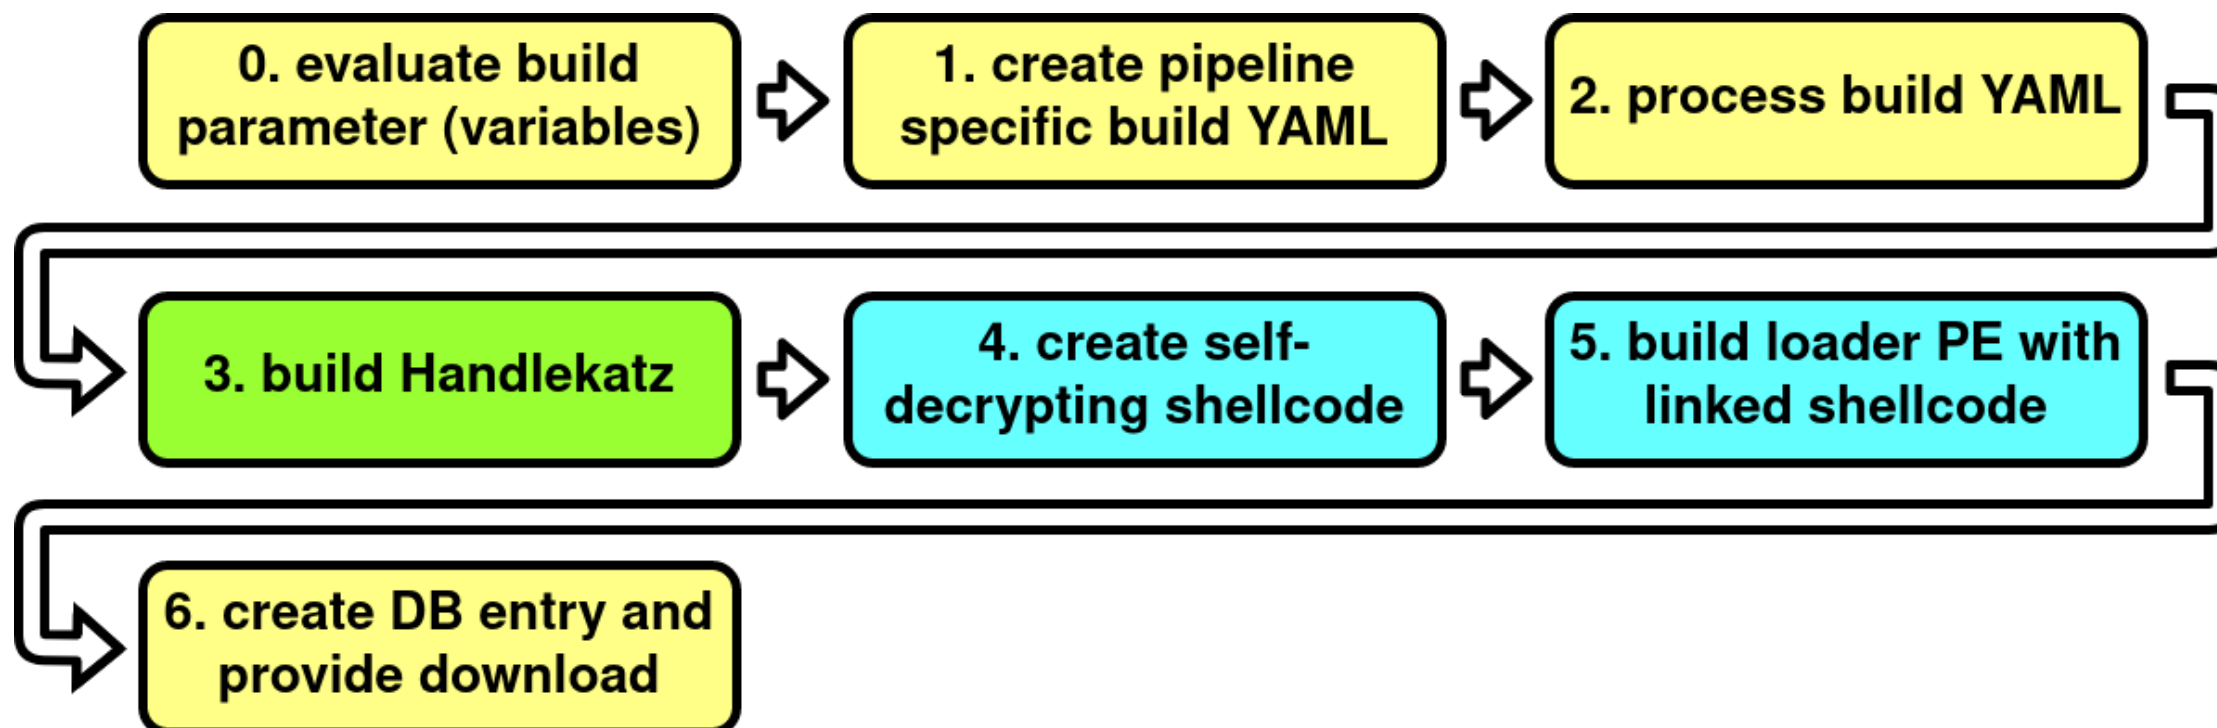 0. evaluate build
parameter (variables)
1. create pipeline
specific build YAML
2. process build YAML
3. build Handlekatz
4. create self-
decrypting shellcode
5. build loader PE with
linked shellcode
6. create DB entry and
provide download